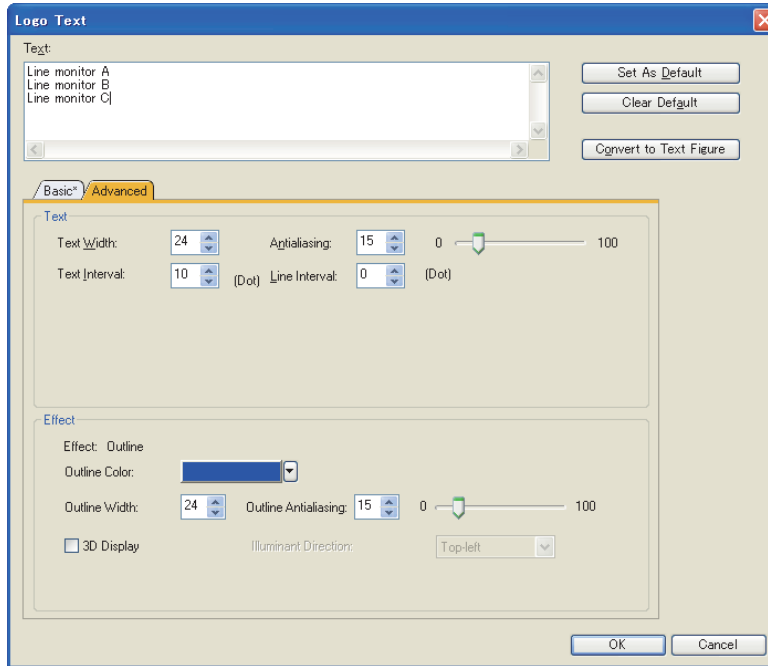 Logo Text
Text:
Line monitor A
Line monitor B
Line monitor C
Set As Default
Clear Default
Convert to Text Figure
Basic* Advanced
Text
Text Width: 24 Antialiasing: 15 0 100
Text Interval: 10 (Dot) Line Interval: 0 (Dot)
Effect
Effect: Outline
Outline Color:
Outline Width: 24 Outline Antialiasing: 15 0 100
3D Display Illuminant Direction: Top-left
OK Cancel